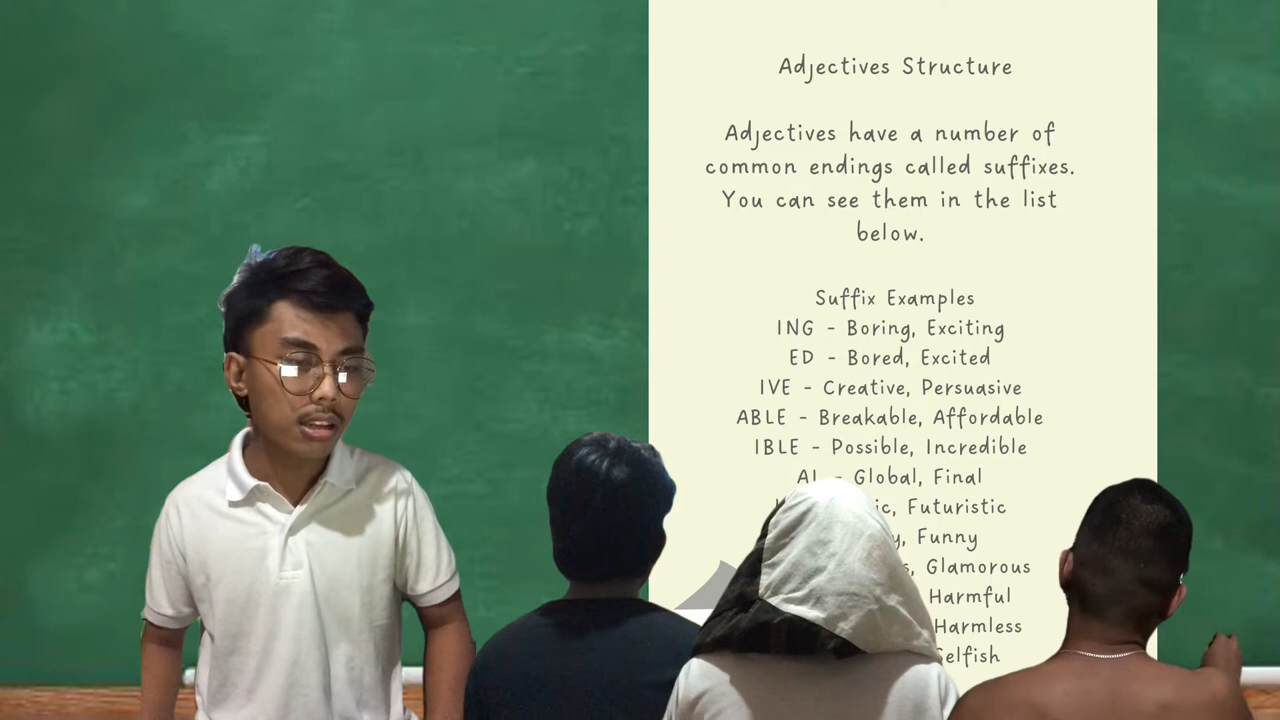 Adjectives Structure
Adjectives have a number of
common endings called suffixes.
You can see them in the list
below.
Suffix Examples
ING - Boring, Exciting
ED - Bored, Excited
IVE - Creative, Persuasive
ABLE - Breakable, Affordable
IBLE - Possible, Incredible
AL - Global, Final
Futuristic
Funny
Glamorous
Harmful
Harmless
Selfish